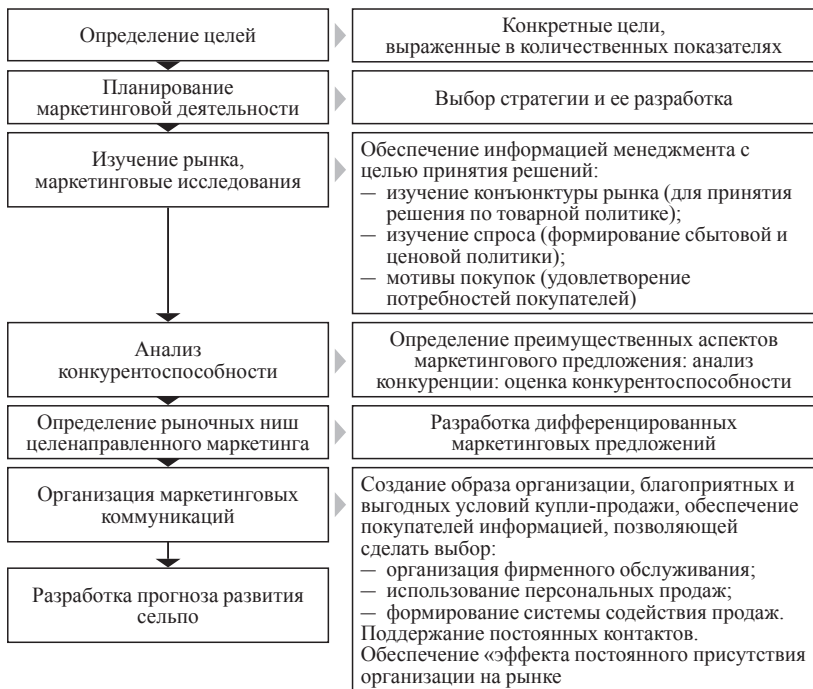 Определение целей
Конкретные цели,
выраженные в количественных показателях
Планирование
маркетинговой деятельности
Выбор стратегии и ее разработка
Изучение рынка,
маркетинговые исследования
Обеспечение информацией менеджмента с
целью принятия решений:
— изучение конъюнктуры рынка (для принятия
решения по товарной политике);
— изучение спроса (формирование сбытовой и
ценовой политики);
— мотивы покупок (удовлетворение
потребностей покупателей)
Анализ
конкурентоспособности
Определение преимущественных аспектов
маркетингового предложения: анализ
конкуренции: оценка конкурентоспособности
Определение рыночных ниш
целенаправленного маркетинга
Разработка дифференцированных
маркетинговых предложений
Организация маркетинговых
коммуникаций
Создание образа организации, благоприятных и
выгодных условий купли-продажи, обеспечение
покупателей информацией, позволяющей
сделать выбор:
— организация фирменного обслуживания;
— использование персональных продаж;
— формирование системы содействия продаж.
Поддержание постоянных контактов.
Обеспечение «эффекта постоянного присутствия
организации на рынке
Разработка прогноза развития
сельпо